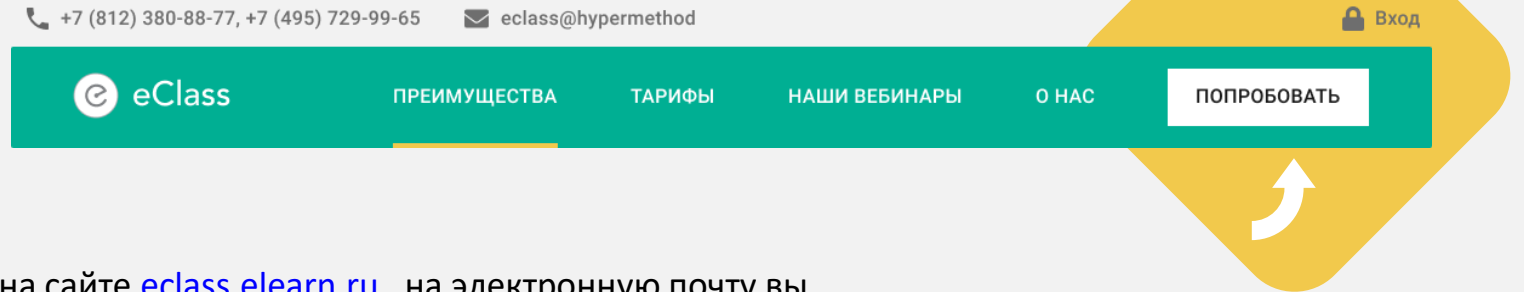 +7 (812) 380-88-77, +7 (495) 729-99-65 eclass@hypermethod Вход
eClass ПРЕИМУЩЕСТВА ТАРИФЫ НАШИ ВЕБИНАРЫ О НАС ПОПРОБОВАТЬ
на сайте eclass.elearn.ru на электронную почту вы